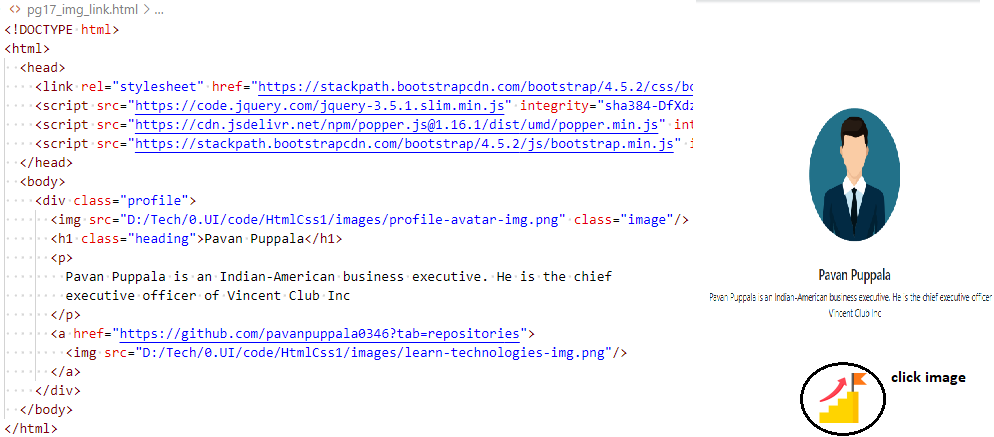 <> pg17_img_link.html > ...
<!DOCTYPE html>
<html>
<head>
<link rel="stylesheet" href="https://stackpath.bootstrapcdn.com/bootstrap/4.5.2/css/bo
<script src="https://code.jquery.com/jquery-3.5.1.slim.min.js" integrity="sha384-DfXdz
<script src="https://cdn.jsdelivr.net/npm/popper.js@1.16.1/dist/umd/popper.min.js" int
<script src="https://stackpath.bootstrapcdn.com/bootstrap/4.5.2/js/bootstrap.min.js" i
</head>
<body>
<div class="profile">
<img src="D:/Tech/0.UI/code/HtmlCss1/images/profile-avatar-img.png" class="image"/>
<h1 class="heading">Pavan Puppala</h1>
<p>
Pavan Puppala is an Indian-American business executive. He is the chief
executive officer of Vincent Club Inc
</p>
<a href="https://github.com/pavanpuppala0346?tab=repositories">
<img src="D:/Tech/0.UI/code/HtmlCss1/images/learn-technologies-img.png"/>
</a>
</div>
</body>
</html>
Pavan Puppala
Pavan Puppala is an Indian-American business executive. He is the chief executive officer
Vincent Club Inc
click image